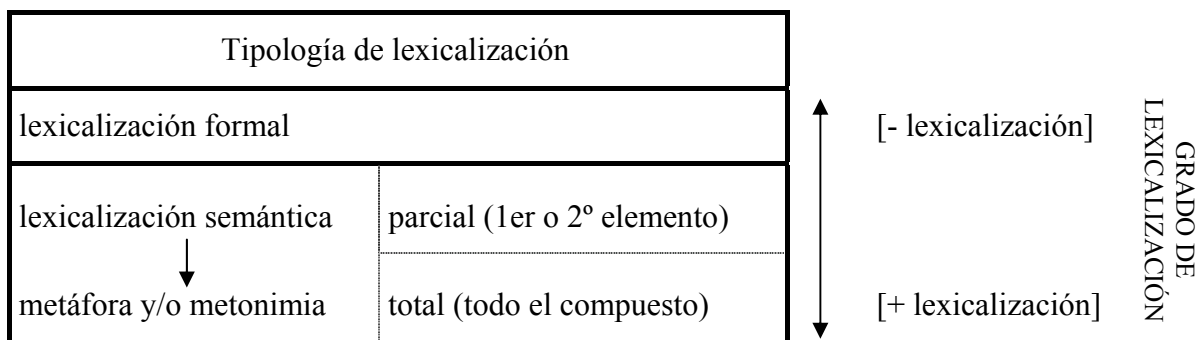 Tipología de lexicalización
lexicalización formal
[- lexicalización]
lexicalización semántica
parcial (1er o 2º elemento)
metáfora y/o metonimia
total (todo el compuesto)
[+ lexicalización]
GRADO DE
LEXICALIZACIÓN